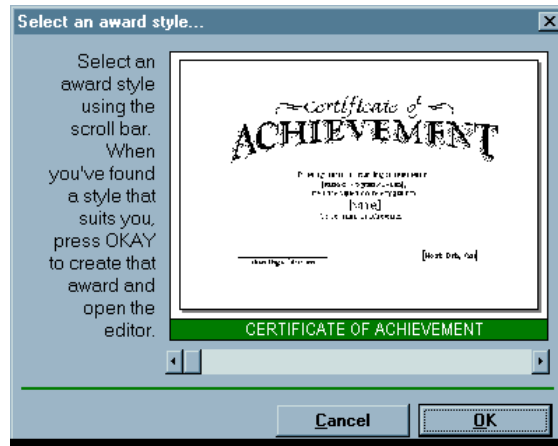 Select an award style...
Select an
award style
using the
scroll bar.
When
you've found
a style that
suits you,
press OKAY
to create that
award and
open the
editor.
Certificate of
ACHIEVEMENT
[Name]
CERTIFICATE OF ACHIEVEMENT
Cancel
OK